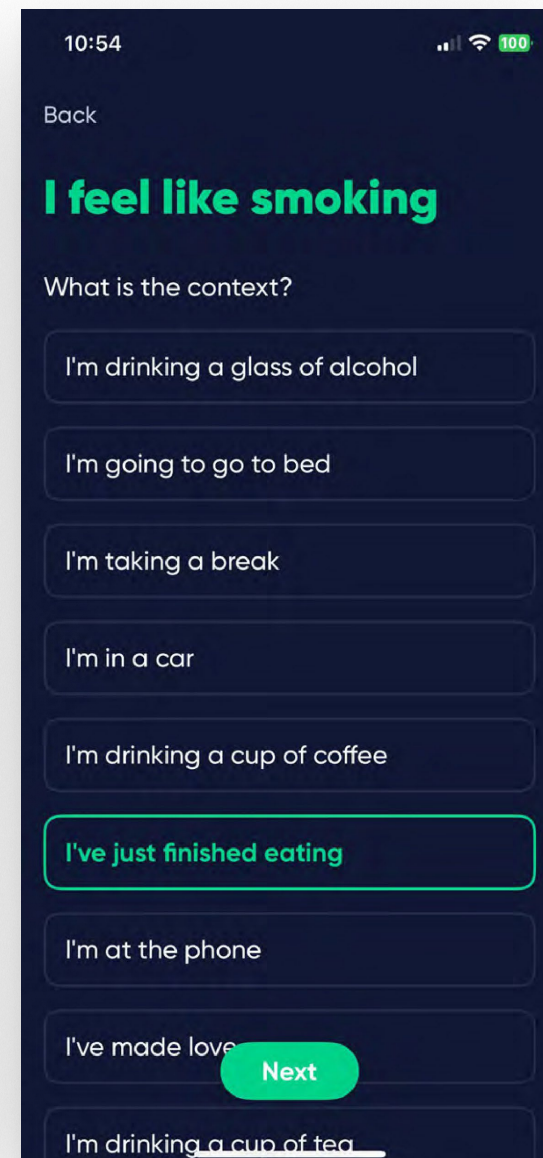 10:54
100
Back
I feel like smoking
What is the context?
I'm drinking a glass of alcohol
I'm going to go to bed
I'm taking a break
I'm in a car
I'm drinking a cup of coffee
I've just finished eating
I'm at the phone
I've made love
Next
I'm drinking a cup of tea